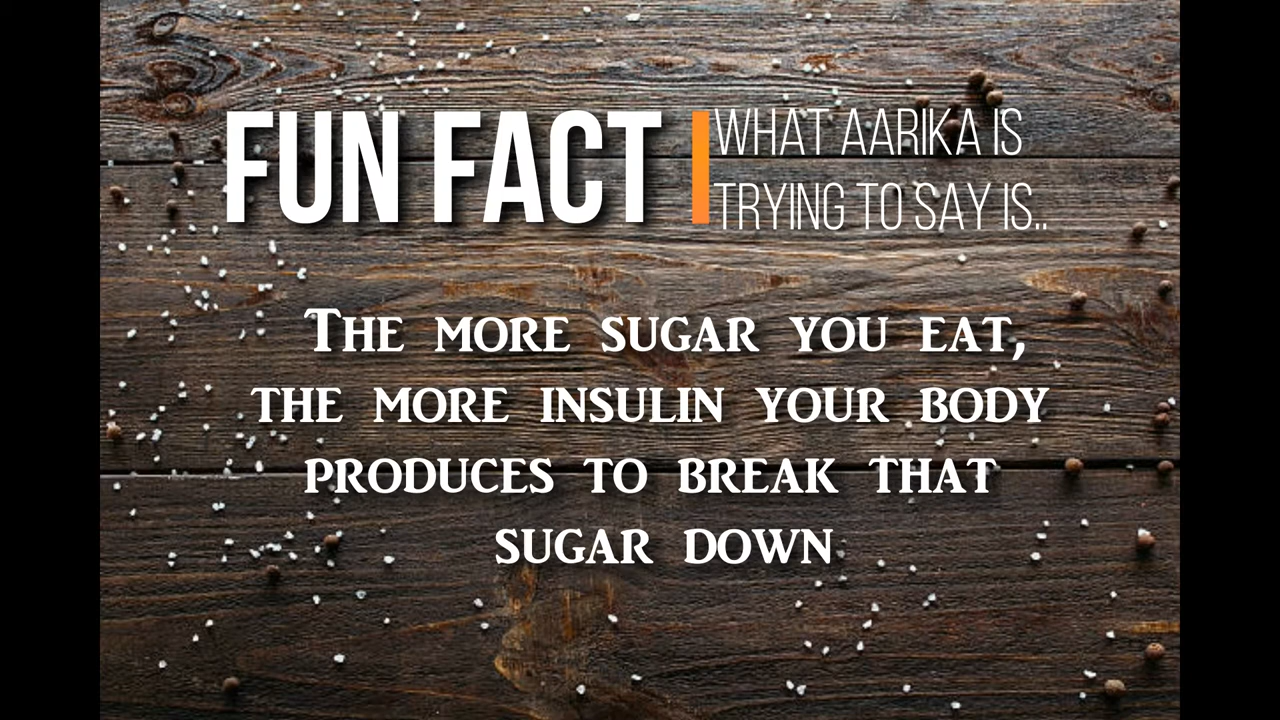 FUN FACT
WHAT AARIKA IS
TRYING TO SAY IS..
The more sugar you eat,
the more insulin your body
produces to break that
sugar down